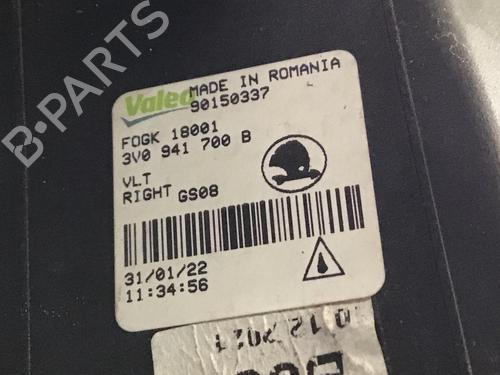 B-PARTS
Valeo MADE IN ROMANIA
90150337
FOGK 18001
3V0 941 700 B
VLT
RIGHT GS08
31/01/22
11:34:56